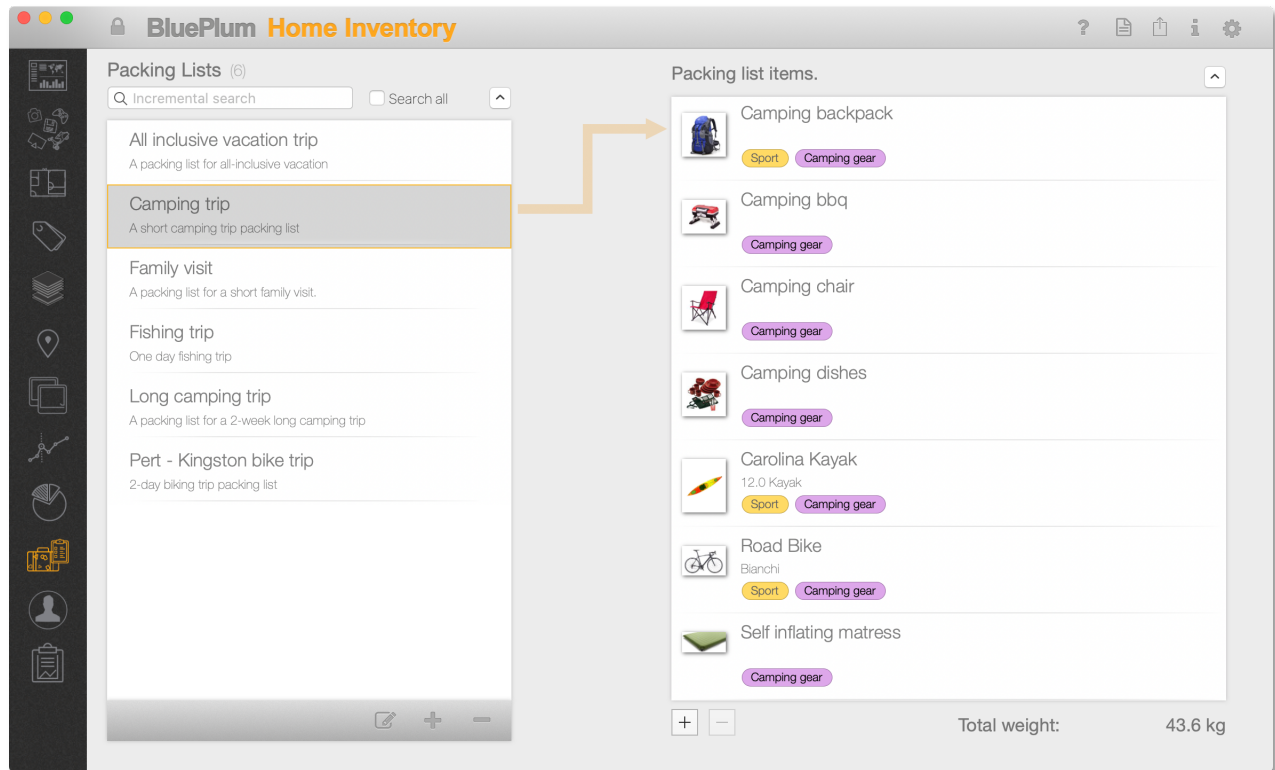 BluePlum Home Inventory
Packing Lists (6)
Incremental search
Search all
All inclusive vacation trip
A packing list for all-inclusive vacation
Camping trip
A short camping trip packing list
Family visit
A packing list for a short family visit.
Fishing trip
One day fishing trip
Long camping trip
A packing list for a 2-week long camping trip
Pert - Kingston bike trip
2-day biking trip packing list
Packing list items.
Camping backpack
Sport Camping gear
Camping bbq
Camping gear
Camping chair
Camping gear
Camping dishes
Camping gear
Carolina Kayak
12.0 Kayak
Sport Camping gear
Road Bike
Bianchi
Sport Camping gear
Self inflating matress
Camping gear
Total weight: 43.6 kg